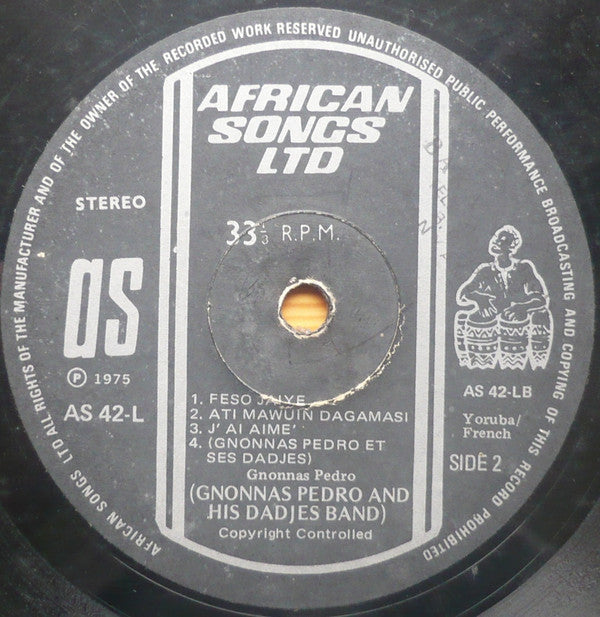 ALL RIGHTS OF THE MANUFACTURER AND OF THE OWNER OF THE RECORDED WORK RESERVED UNAUTHORISED PUBLIC PERFORMANCE BROADCASTING AND COPYING OF THIS RECORD PROHIBITED
AFRICAN SONGS LTD
AFRICAN
SONGS
LTD
STEREO
33⅓ R.P.M.
as
℗ 1975
AS 42-L
AS 42-LB
Yoruba/
French
SIDE 2
1. FESO JAIYE
2. ATI MAWUIN DAGAMASI
3. J' AI AIME'
4. (GNONNAS PEDRO ET
SES DADJES)
Gnonnas Pedro
(GNONNAS PEDRO AND
HIS DADJES BAND)
Copyright Controlled